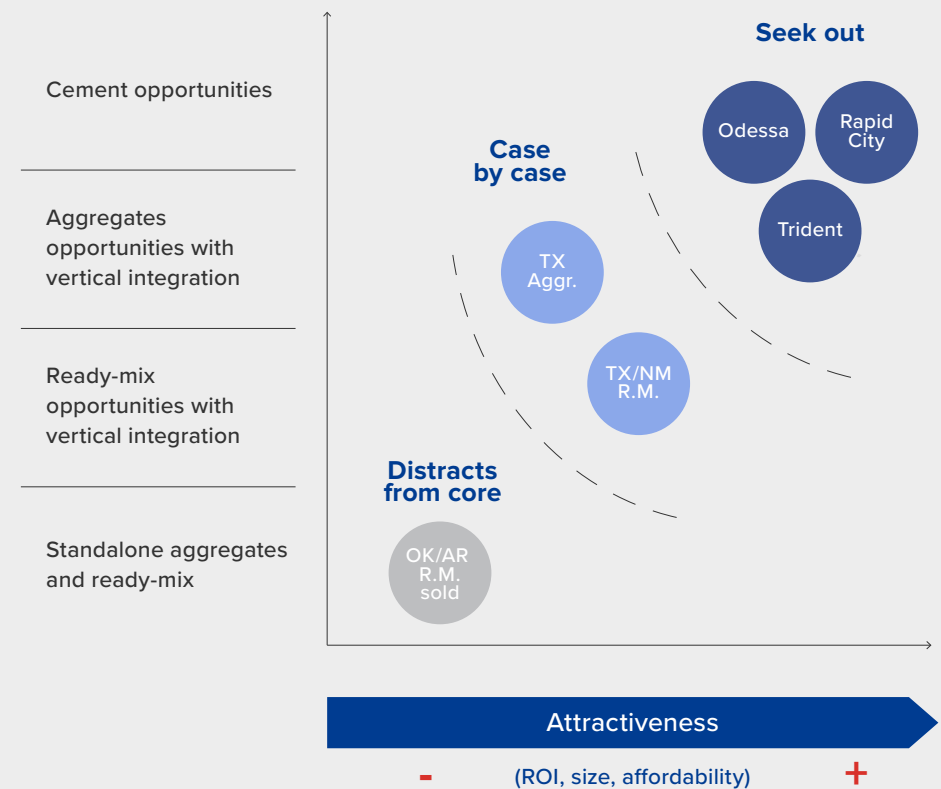 Seek out
Cement opportunities
Odessa
Rapid
City
Case
by case
Aggregates
opportunities with
vertical integration
Trident
TX
Aggr.
Ready-mix
opportunities with
vertical integration
TX/NM
R.M.
Distracts
from core
Standalone aggregates
and ready-mix
OK/AR
R.M.
sold
Attractiveness
- (ROI, size, affordability) +